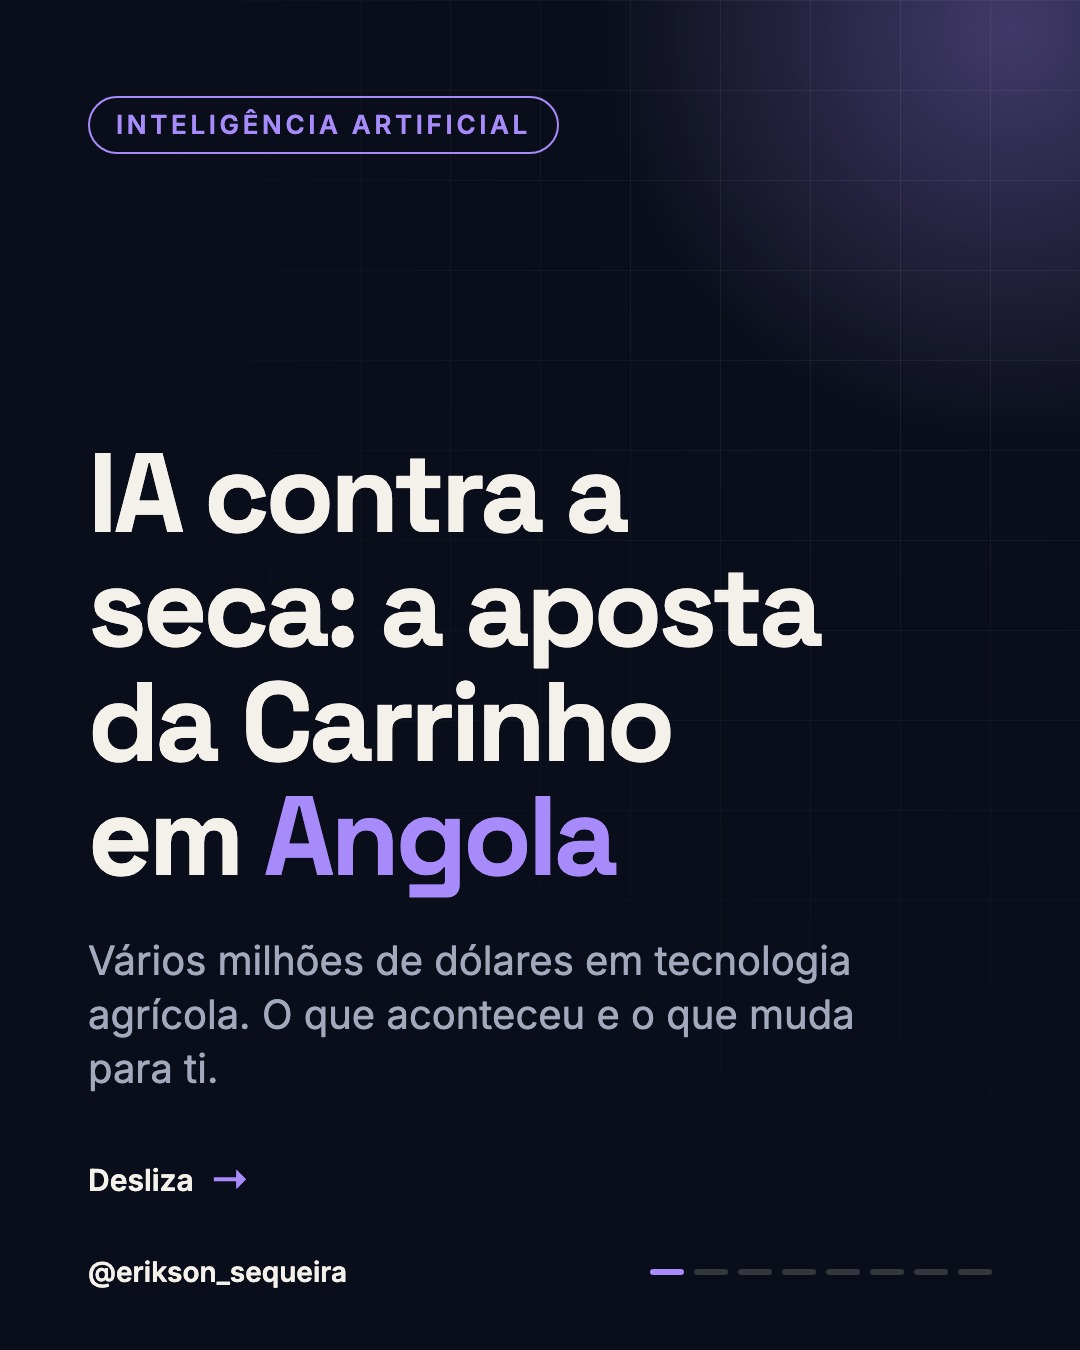 INTELIGÊNCIA ARTIFICIAL
IA contra a
seca: a aposta
da Carrinho
em Angola
Vários milhões de dólares em tecnologia
agrícola. O que aconteceu e o que muda
para ti.
Desliza →
@erikson_sequeira